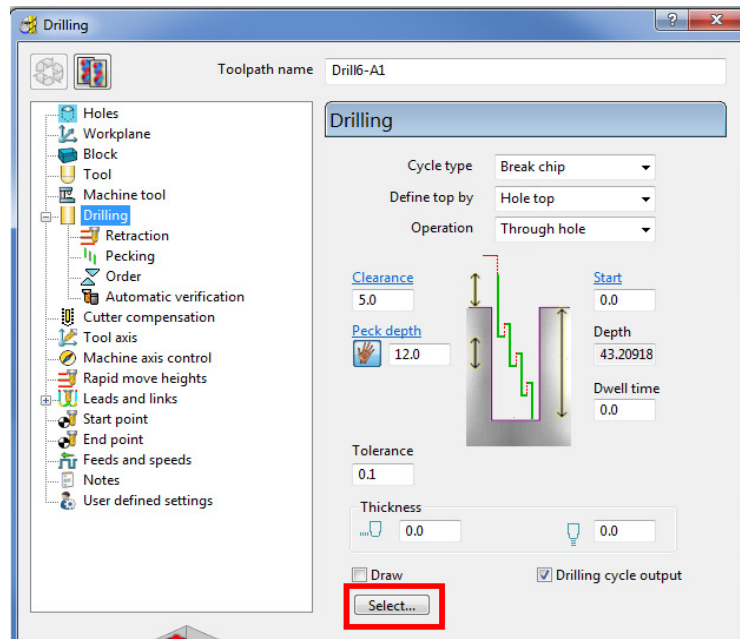 Drilling
Toolpath name Drill6-A1
Holes
Workplane
Block
Tool
Machine tool
Drilling
Retraction
Pecking
Order
Automatic verification
Cutter compensation
Tool axis
Machine axis control
Rapid move heights
Leads and links
Start point
End point
Feeds and speeds
Notes
User defined settings
Drilling
Cycle type Break chip
Define top by Hole top
Operation Through hole
Clearance
5.0
Start
0.0
Peck depth
12.0
Depth
43.20918
Dwell time
0.0
Tolerance
0.1
Thickness
0.0 0.0
Draw Drilling cycle output
Select...